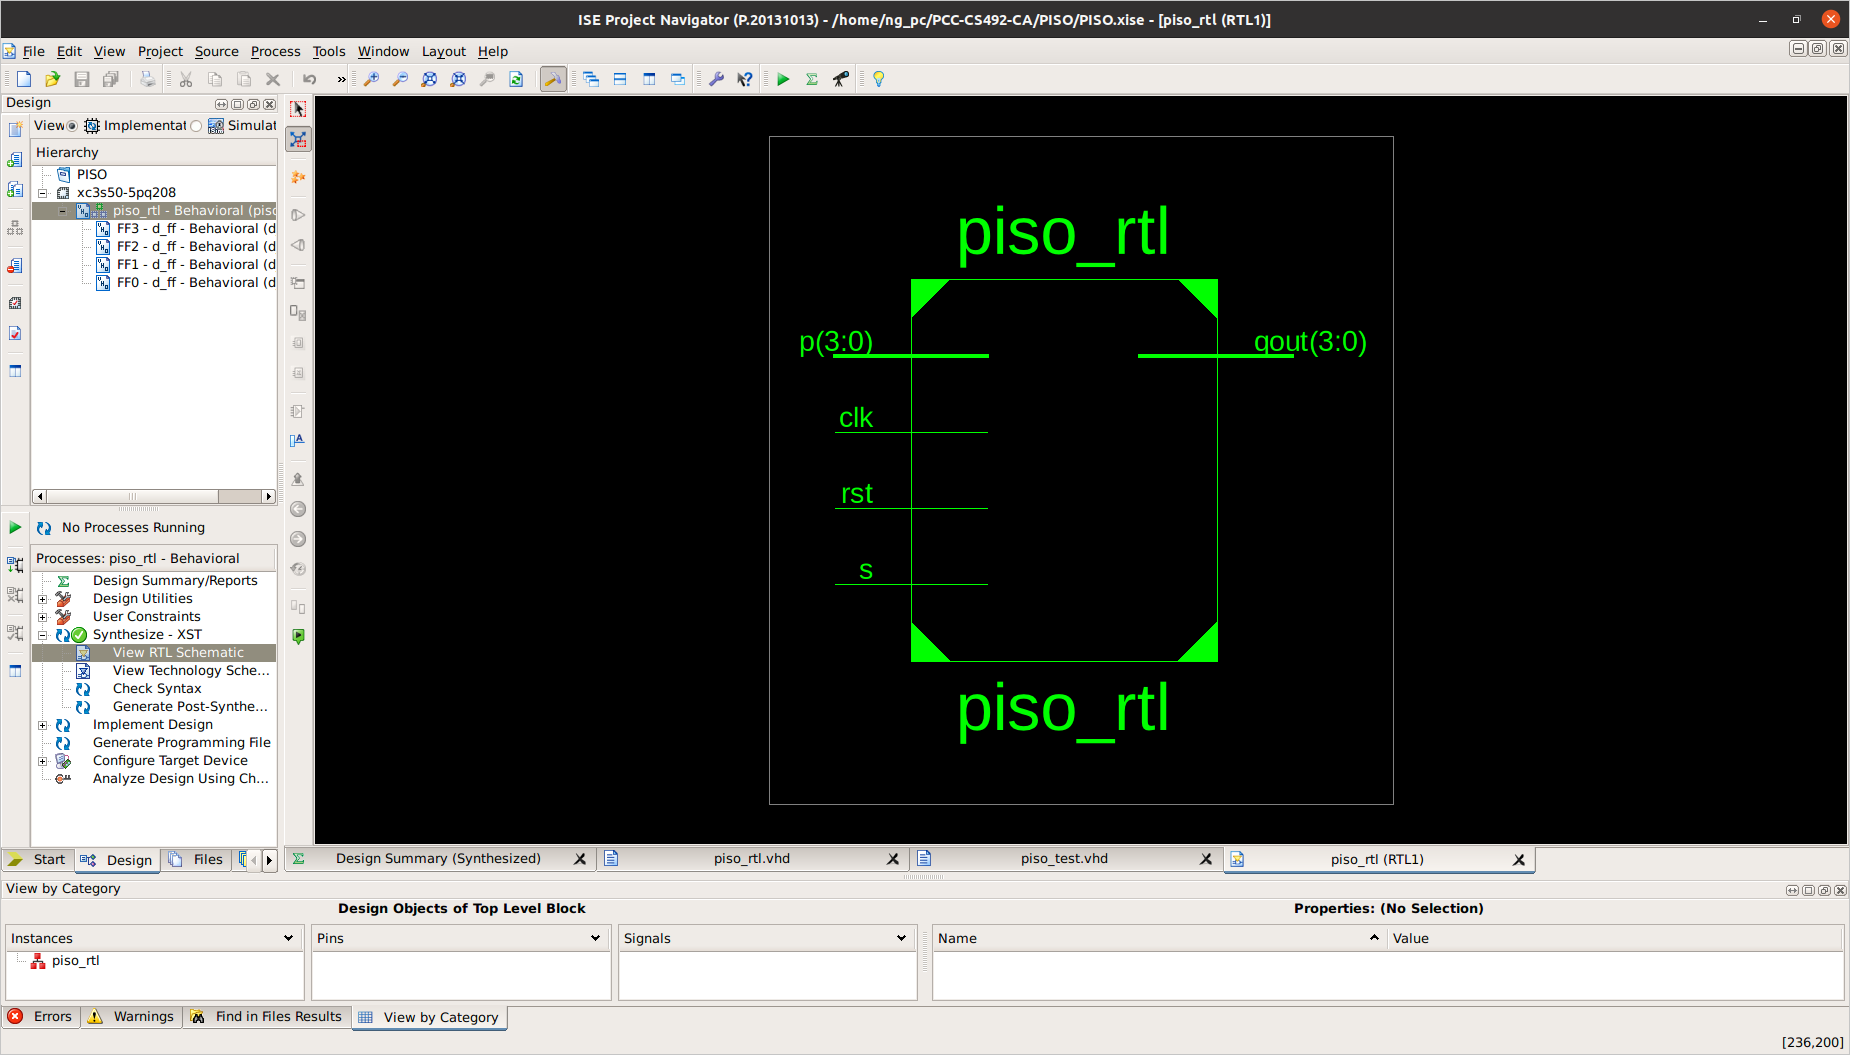 ISE Project Navigator (P.20131013) - /home/ng_pc/PCC-CS492-CA/PISO/PISO.xise - [piso_rtl (RTL1)]
File Edit View Project Source Process Tools Window Layout Help
»
Design
View Implementat Simulat
Hierarchy
PISO
xc3s50-5pq208
piso_rtl - Behavioral (piso
FF3 - d_ff - Behavioral (d
FF2 - d_ff - Behavioral (d
FF1 - d_ff - Behavioral (d
FF0 - d_ff - Behavioral (d
No Processes Running
Processes: piso_rtl - Behavioral
Design Summary/Reports
Design Utilities
User Constraints
Synthesize - XST
View RTL Schematic
View Technology Sche...
Check Syntax
Generate Post-Synthe...
Implement Design
Generate Programming File
Configure Target Device
Analyze Design Using Ch...
Start Design Files
piso_rtl
p(3:0) qout(3:0)
clk
rst
s
piso_rtl
Design Summary (Synthesized) piso_rtl.vhd piso_test.vhd piso_rtl (RTL1)
View by Category
Design Objects of Top Level Block Properties: (No Selection)
Instances Pins Signals Name Value
piso_rtl
Errors Warnings Find in Files Results View by Category
[236,200]